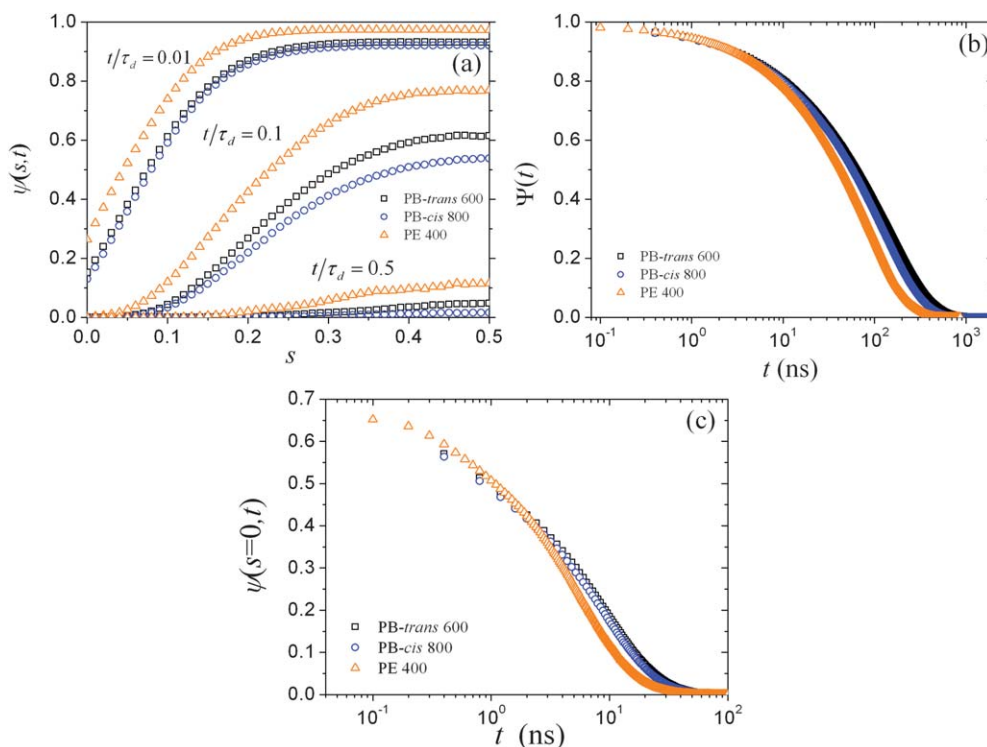 1.0
0.8
0.6
0.4
0.2
0.0
ψ(s,t)
t/τ_d = 0.01
(a)
t/τ_d = 0.1
PB-trans 600
PB-cis 800
PE 400
t/τ_d = 0.5
0.0 0.1 0.2 0.3 0.4 0.5
s
1.0
0.8
0.6
0.4
0.2
0.0
Ψ(t)
(b)
PB-trans 600
PB-cis 800
PE 400
10⁻¹ 10⁰ 10¹ 10² 10³
t (ns)
0.7
0.6
0.5
0.4
0.3
0.2
0.1
0.0
ψ(s=0,t)
(c)
PB-trans 600
PB-cis 800
PE 400
10⁻¹ 10⁰ 10¹ 10²
t (ns)